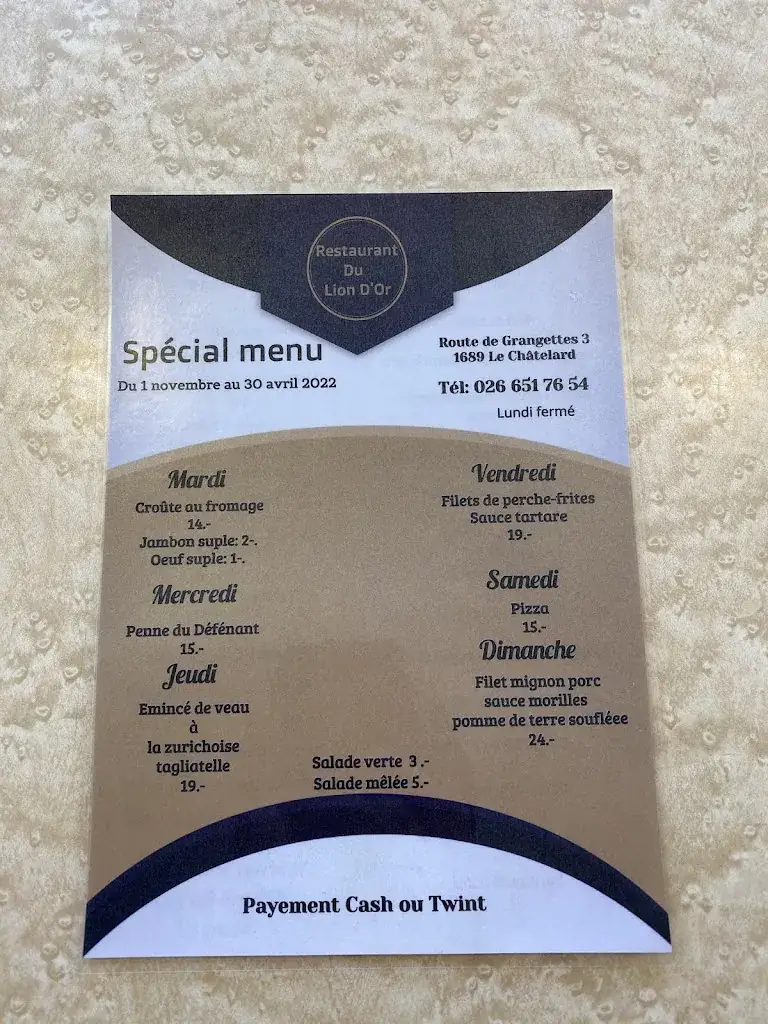 Restaurant
Du
Lion D'Or
Spécial menu
Du 1 novembre au 30 avril 2022
Route de Grangettes 3
1689 Le Châtelard
Tél: 026 651 76 54
Lundi fermé
Mardi
Croûte au fromage
14.-
Jambon suple: 2-.
Oeuf suple: 1-.
Mercredi
Penne du Défénant
15.-
Jeudi
Emincé de veau
à
la zurichoise
tagliatelle
19.-
Vendredi
Filets de perche-frites
Sauce tartare
19.-
Samedi
Pizza
15.-
Dimanche
Filet mignon porc
sauce morilles
pomme de terre souflée​e
24.-
Salade verte 3 .-
Salade mêlée 5.-
Payement Cash ou Twint